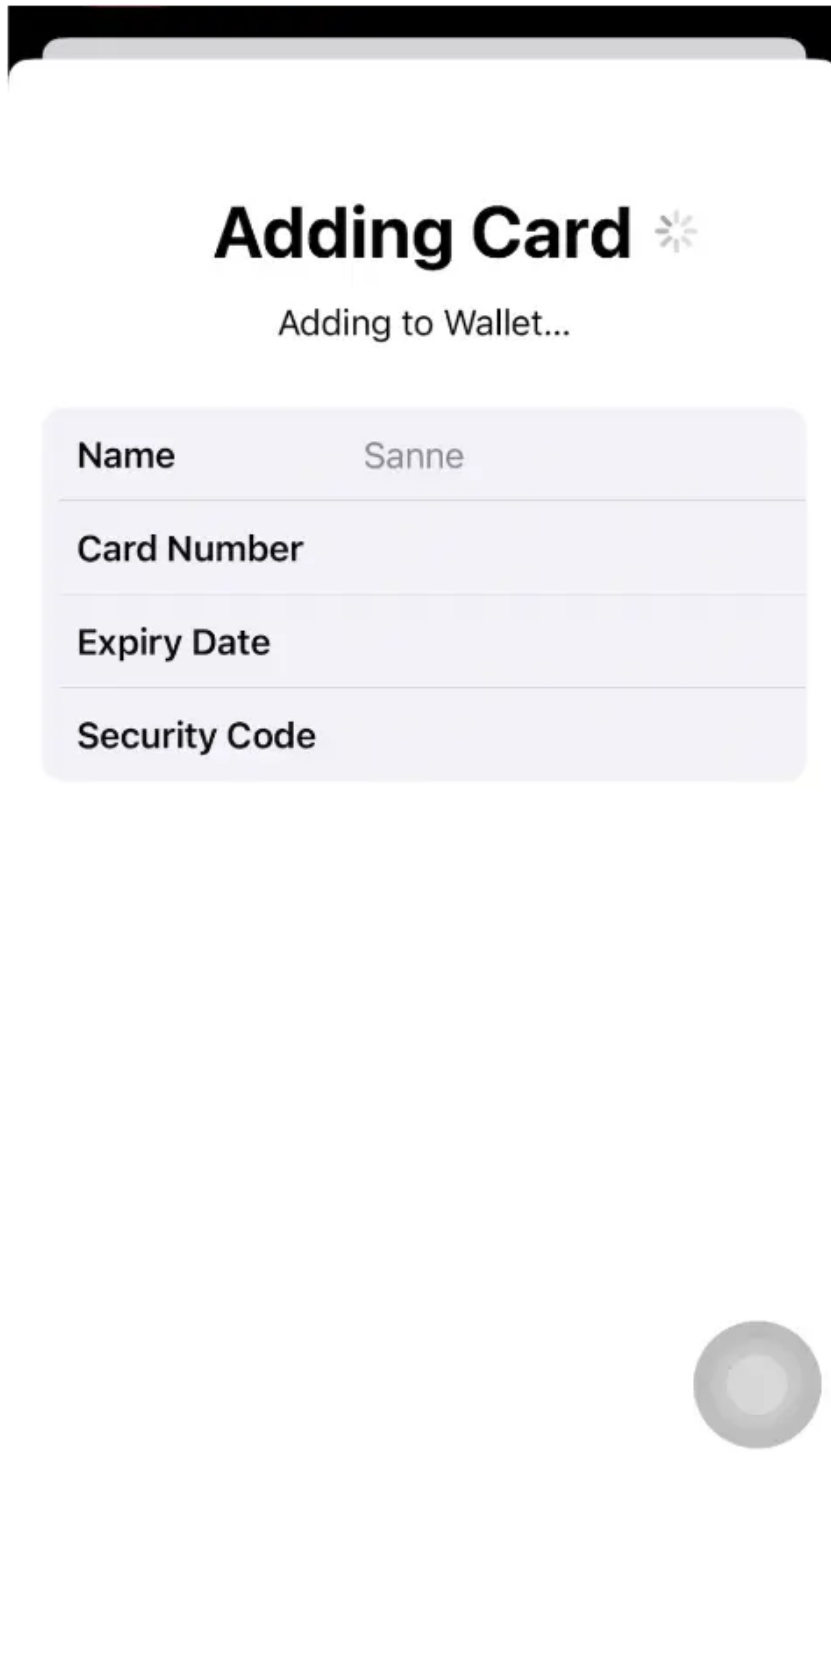 Adding Card
Adding to Wallet...
Name Sanne
Card Number
Expiry Date
Security Code